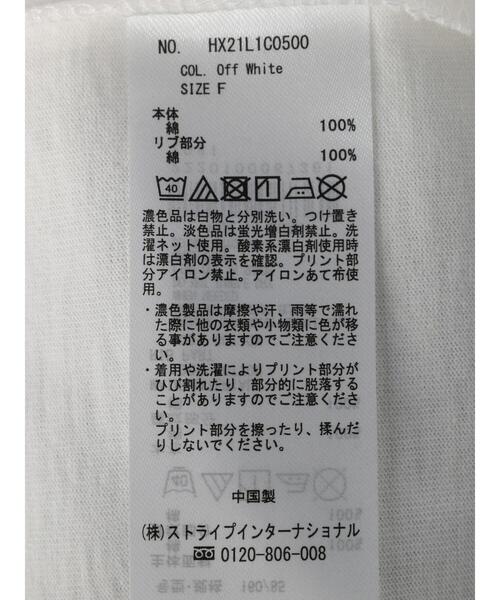 NO. HX21L1C0500
COL. Off White
SIZE F
本体
綿 100%
リブ部分
綿 100%
40
濃色品は白物と分別洗い。つけ置き
禁止。淡色品は蛍光増白剤禁止。洗
濯ネット使用。酸素系漂白剤使用時
は漂白剤の表示を確認。プリント部
分アイロン禁止。アイロンあて布使
用。
・濃色製品は摩擦や汗、雨等で濡れ
た際に他の衣類や小物類に色が移
る事がありますのでご注意くださ
い。
・着用や洗濯によりプリント部分が
ひび割れたり、部分的に脱落する
ことがありますのでご注意くださ
い。
プリント部分を擦ったり、揉んだ
りしないでください。
中国製
(株)ストライプインターナショナル
0120-806-008